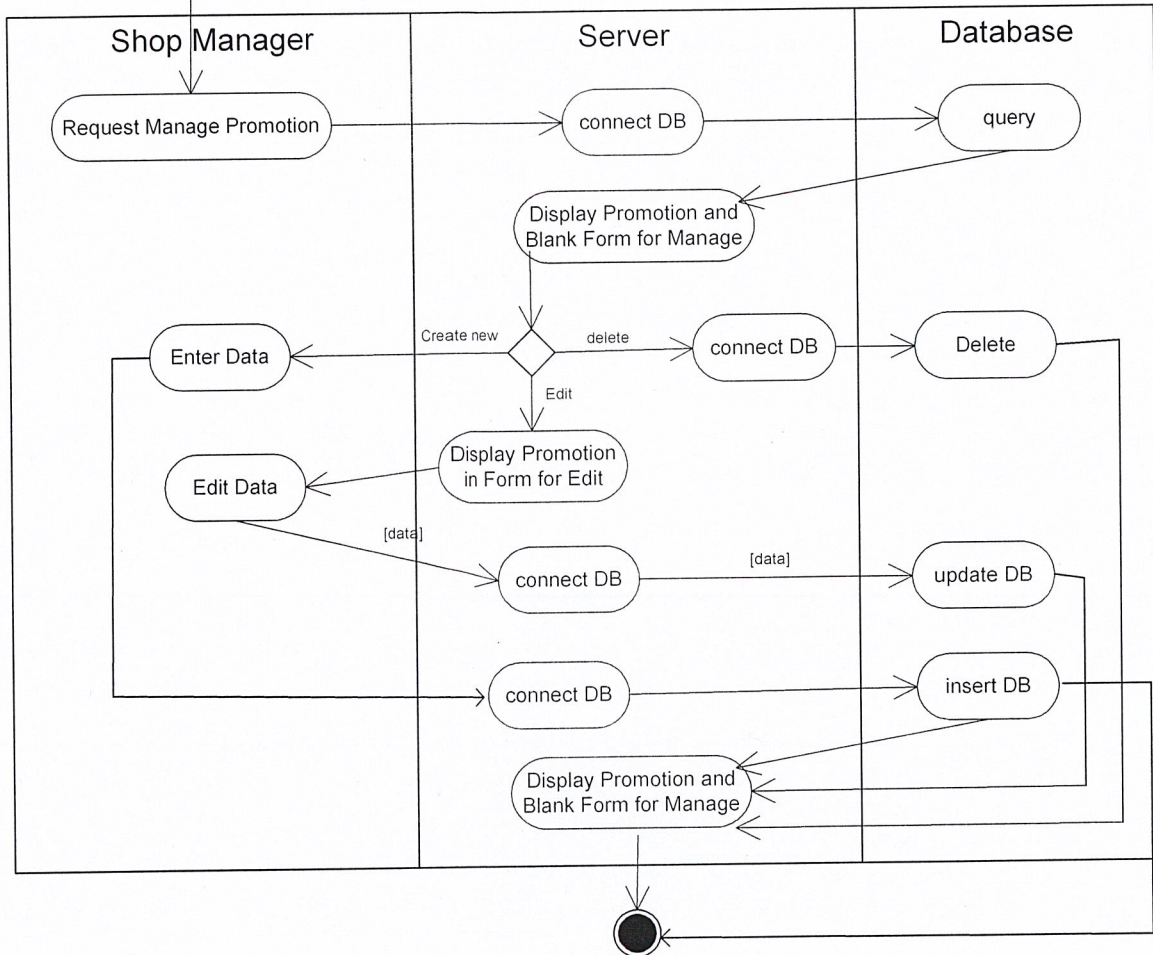 Shop Manager
Server
Database
Request Manage Promotion
connect DB
query
Display Promotion and
Blank Form for Manage
Create new
delete
Enter Data
connect DB
Delete
Edit
Display Promotion
in Form for Edit
Edit Data
[data]
connect DB
[data]
update DB
connect DB
insert DB
Display Promotion and
Blank Form for Manage